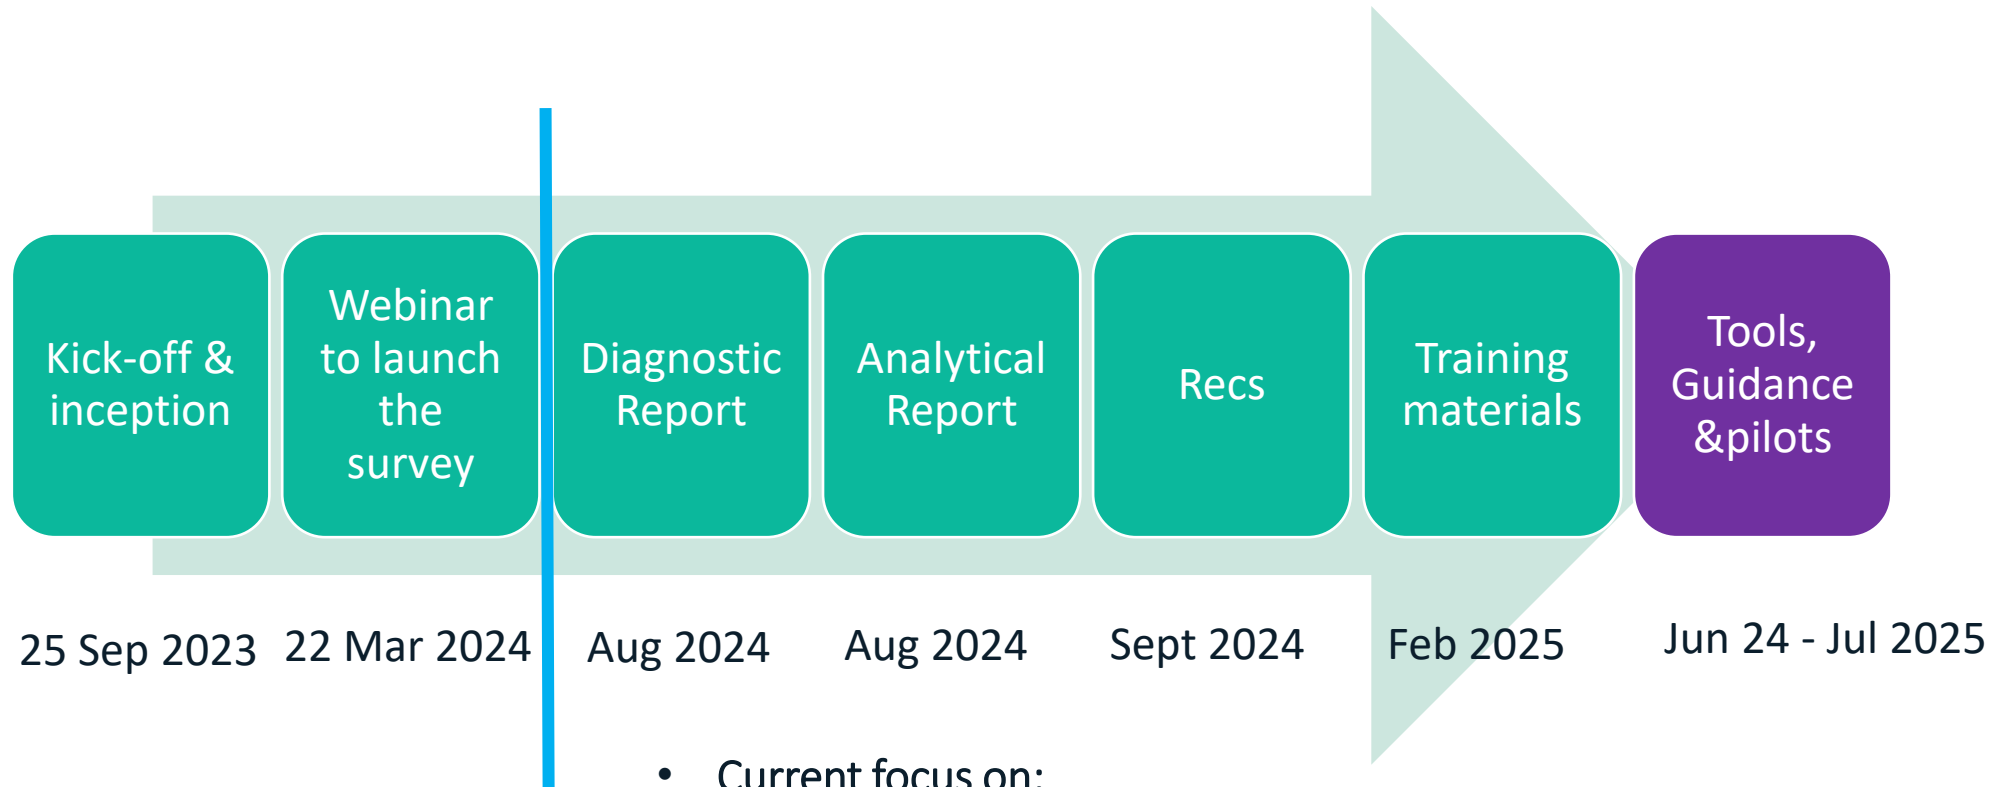 Kick-off &
inception
Webinar
to launch
the
survey
Diagnostic
Report
Analytical
Report
Recs
Training
materials
Tools,
Guidance
&pilots
25 Sep 2023
22 Mar 2024
Aug 2024
Aug 2024
Sept 2024
Feb 2025
Jun 24 - Jul 2025
• Current focus on: